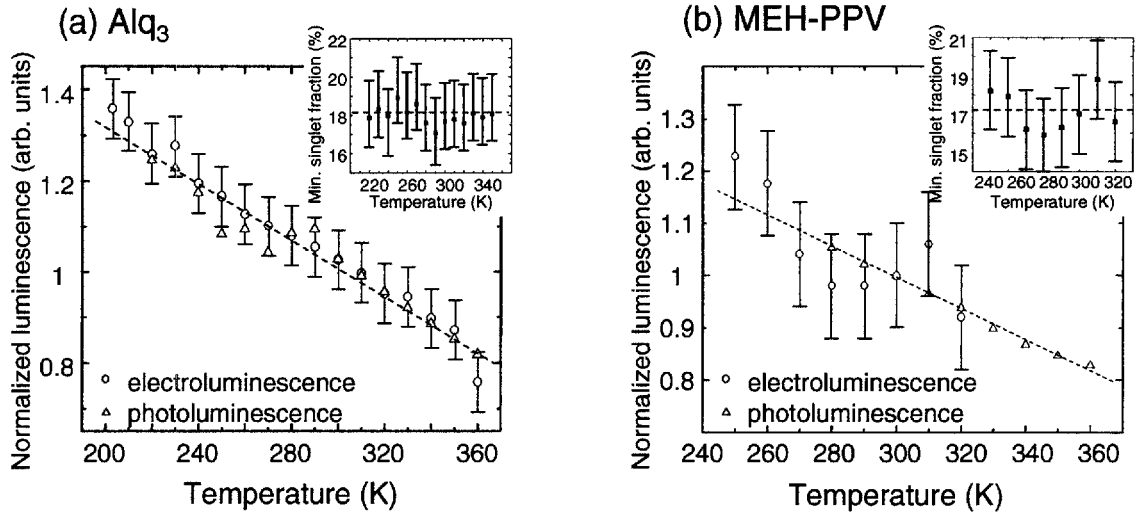 (a) Alq₃
Normalized luminescence (arb. units)
1.4
1.2
1
0.8
200
240
280
320
360
Temperature (K)
electroluminescence
photoluminescence
Min. singlet fraction (%)
22
20
18
16
220
260
300
340
Temperature (K)
(b) MEH-PPV
Normalized luminescence (arb. units)
1.3
1.2
1.1
1.0
0.9
0.8
240
260
280
300
320
340
360
Temperature (K)
electroluminescence
photoluminescence
Min. singlet fraction (%)
21
19
17
15
240
260
280
300
320
Temperature (K)